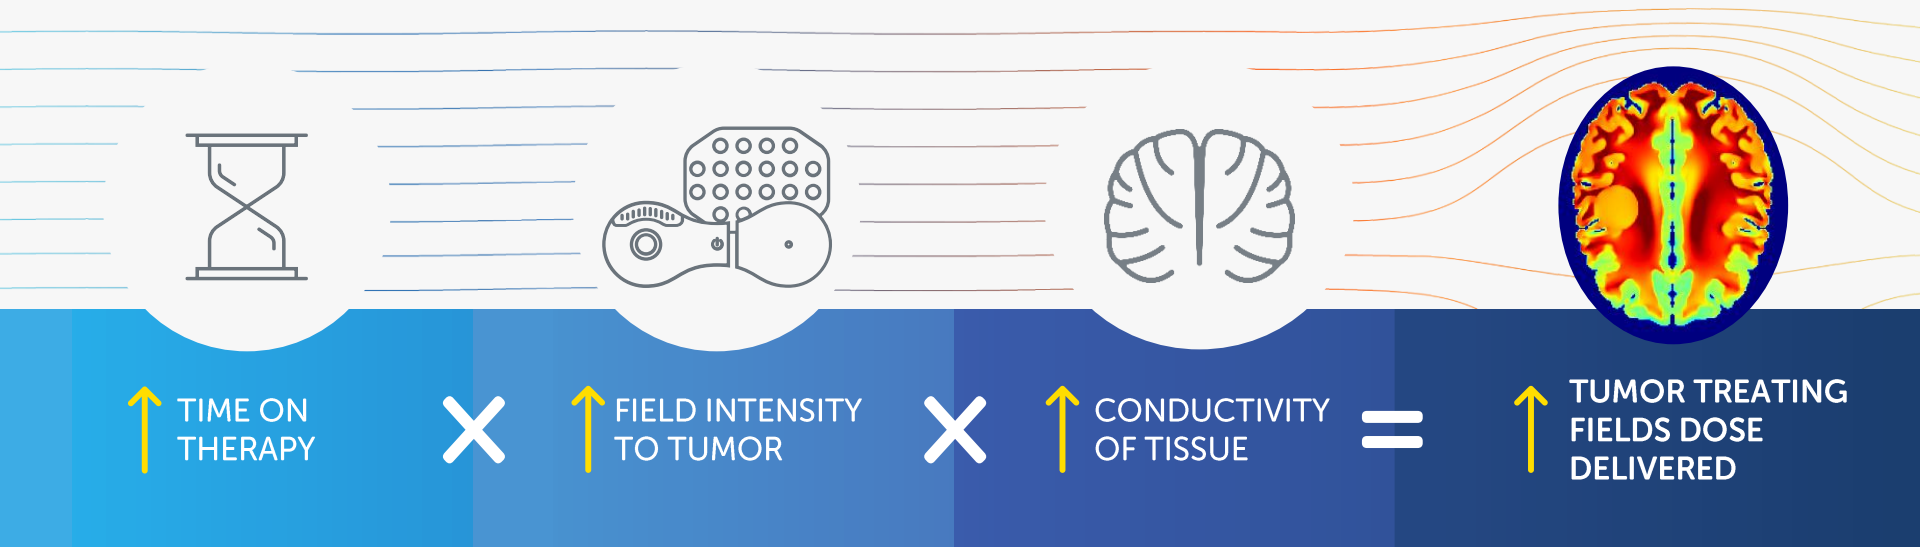 TIME ON
THERAPY
×
FIELD INTENSITY
TO TUMOR
×
CONDUCTIVITY
OF TISSUE
=
TUMOR TREATING
FIELDS DOSE
DELIVERED